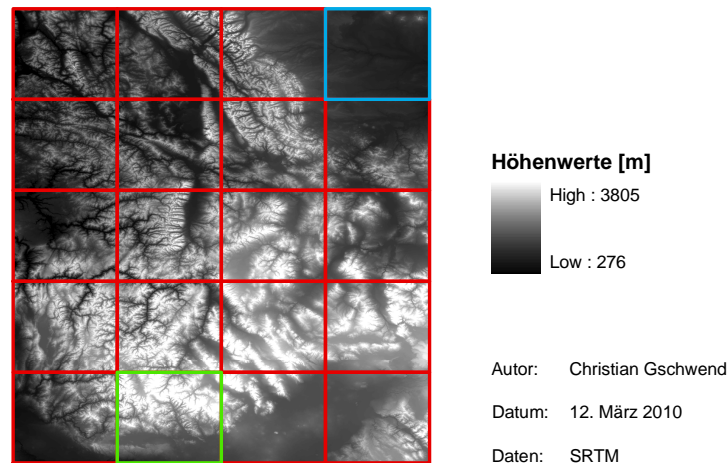 Höhenwerte [m]
High : 3805
Low : 276
Autor: Christian Gschwend
Datum: 12. März 2010
Daten: SRTM